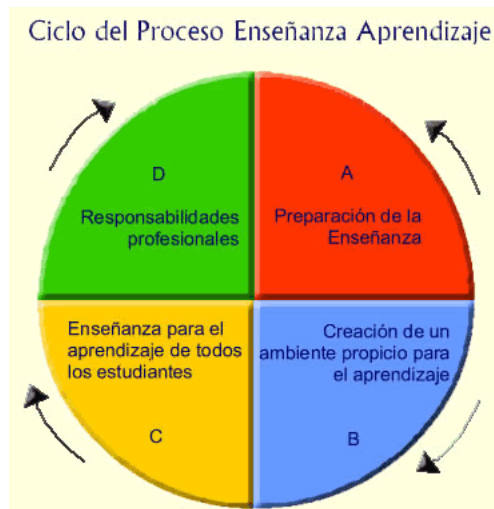 Ciclo del Proceso Enseñanza Aprendizaje
D
Responsabilidades
profesionales
A
Preparación de la
Enseñanza
Enseñanza para el
aprendizaje de todos
los estudiantes
C
Creación de un
ambiente propicio para
el aprendizaje
B